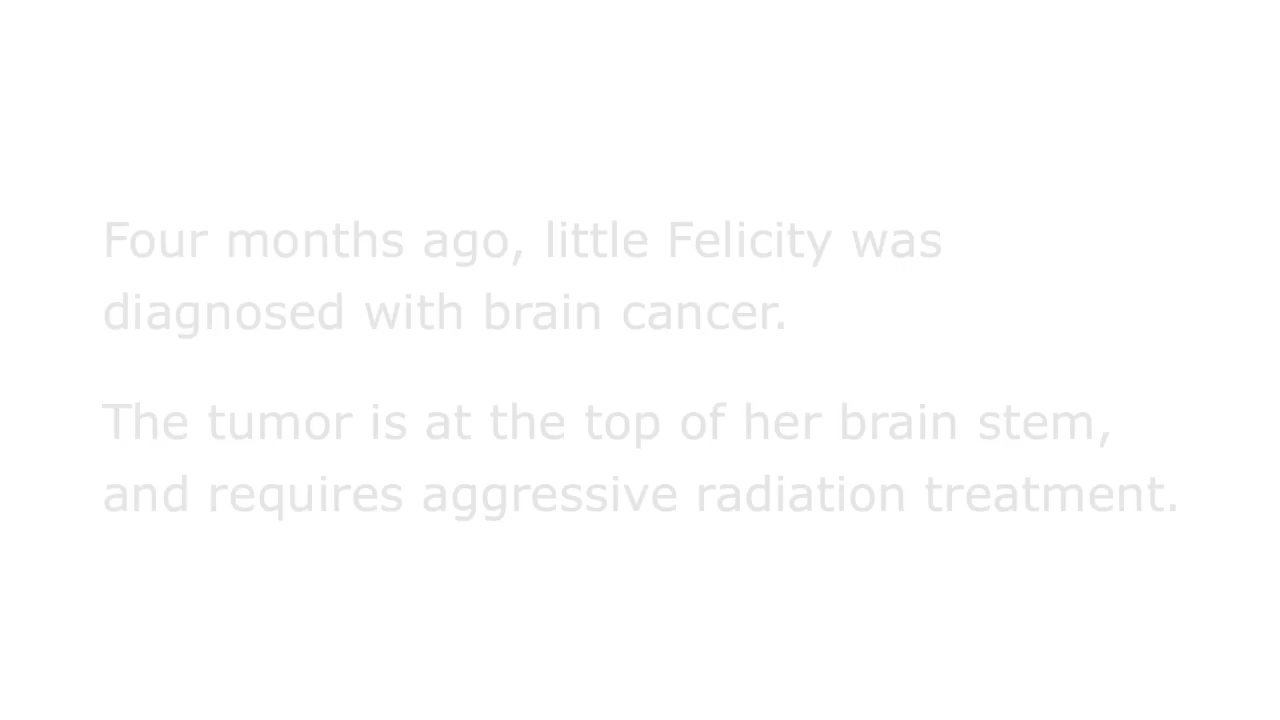 Four months ago, little Felicity was
diagnosed with brain cancer.
The tumor is at the top of her brain stem,
and requires aggressive radiation treatment.